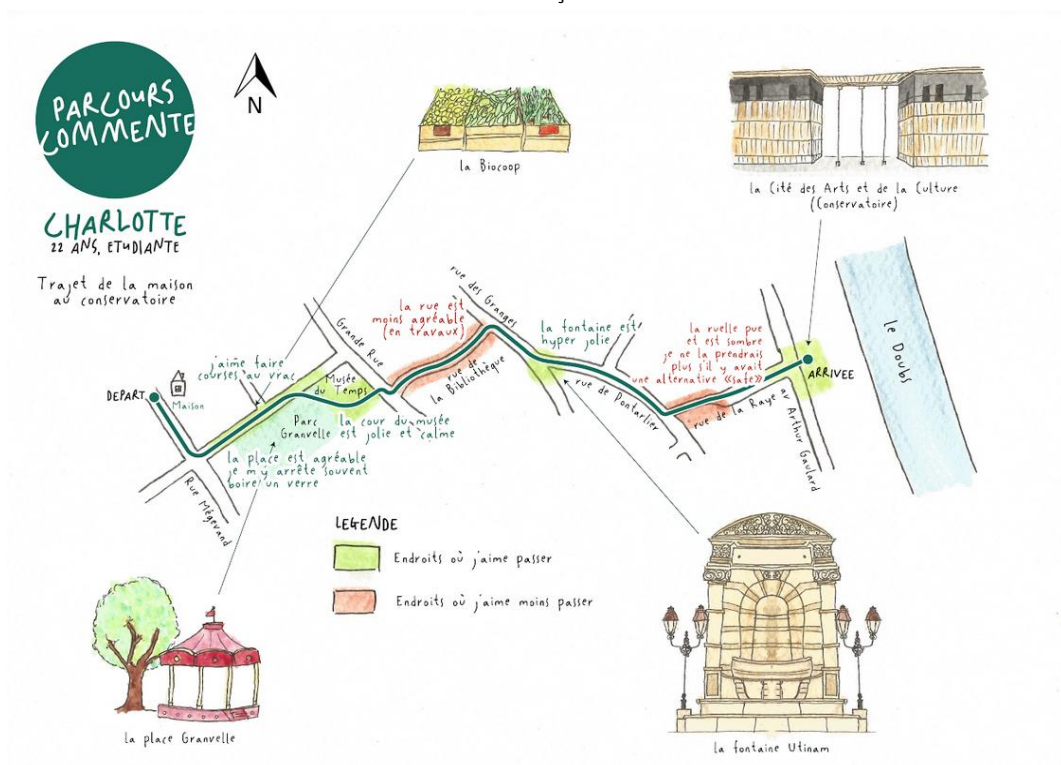 PARCOURS
COMMENTE
CHARLOTTE
22 ANS, ETUDIANTE
Trajet de la maison
au conservatoire
N
la Biocoop
la Cité des Arts et de la Culture
(Conservatoire)
rue des Granges
la rue est
moins agréable
(en travaux)
Grande Rue
rue de
la Bibliothèque
la fontaine est
hyper jolie
la ruelle pue
et est sombre
je ne la prendrais
plus s'il y avait
une alternative «safe»
le Doubs
ARRIVEE
j'aime faire
courses au vrac
DEPART
Maison
Musée
du Temps
rue de Pontarlier
rue de la Raye
av Arthur Gaulard
Parc
Granvelle
la cour du musée
est jolie et calme
la place est agréable
je m'y arrête souvent
boire un verre
Rue Mégevand
LEGENDE
Endroits où j'aime passer
Endroits où j'aime moins passer
la place Granvelle
la fontaine Utinam